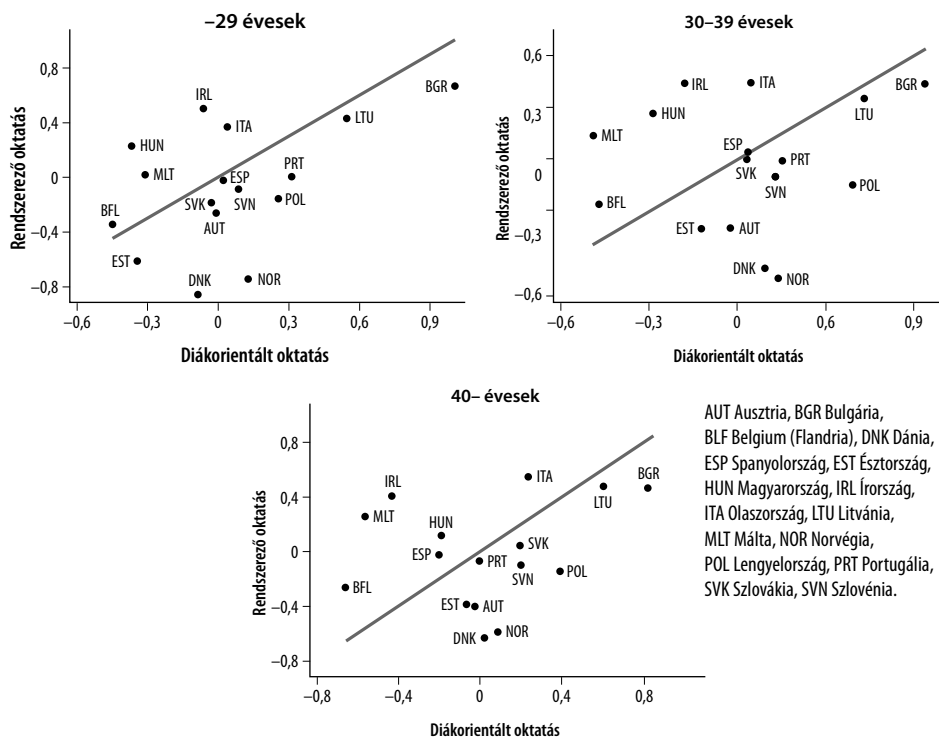 –29 évesek
Rendszerező oktatás
0,8
0,4
0
–0,4
–0,8
IRL
ITA
BGR
LTU
HUN
MLT
ESP
PRT
SVK
SVN
POL
BFL
AUT
EST
DNK
NOR
–0,6
–0,3
0
0,3
0,6
0,9
Diákorientált oktatás
30–39 évesek
Rendszerező oktatás
0,6
0,3
0
–0,3
–0,6
IRL
ITA
BGR
LTU
HUN
MLT
ESP
PRT
SVK
SVN
POL
BFL
EST
AUT
DNK
NOR
–0,6
–0,3
0
0,6
0,9
Diákorientált oktatás
40– évesek
Rendszerező oktatás
0,8
0,4
0
–0,4
–0,8
ITA
BGR
IRL
LTU
MLT
HUN
SVK
ESP
PRT
SVN
POL
BFL
EST
AUT
DNK
NOR
–0,8
–0,4
0
0,4
0,8
Diákorientált oktatás
AUT Ausztria, BGR Bulgária,
BLF Belgium (Flandria), DNK Dánia,
ESP Spanyolország, EST Észtország,
HUN Magyarország, IRL Írország,
ITA Olaszország, LTU Litvánia,
MLT Málta, NOR Norvégia,
POL Lengyelország, PRT Portugália,
SVK Szlovákia, SVN Szlovénia.